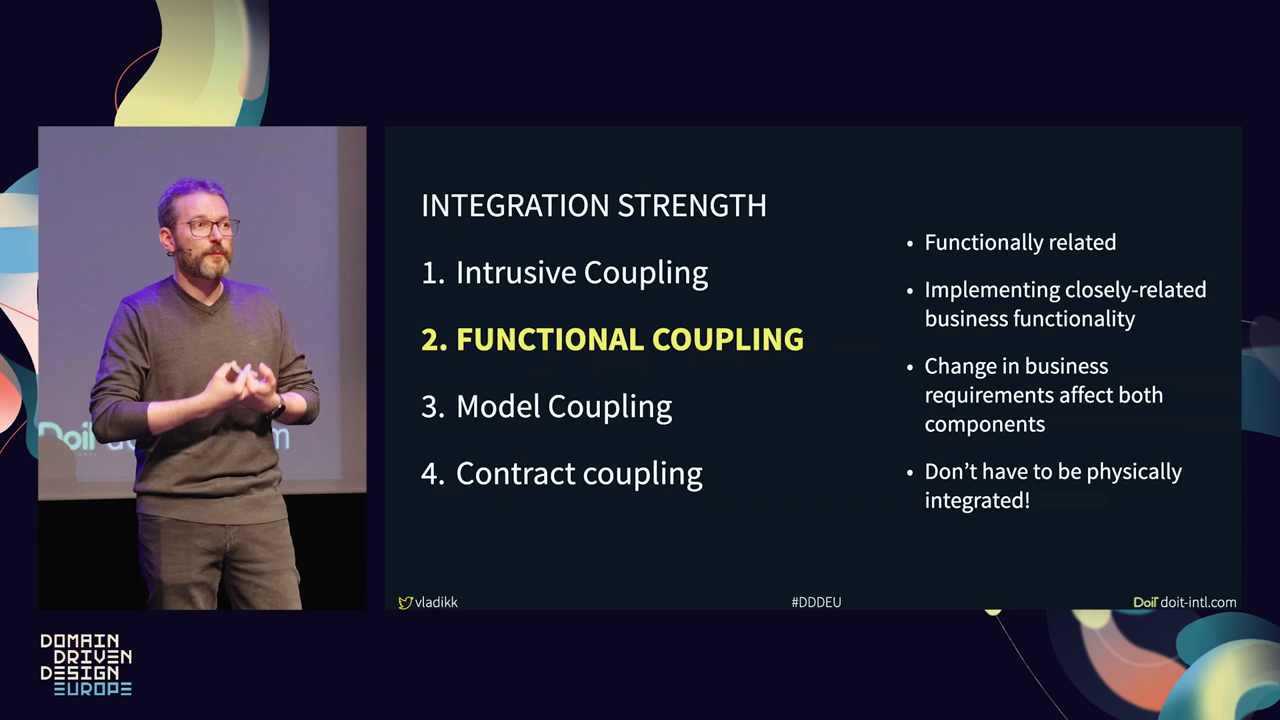 INTEGRATION STRENGTH
1. Intrusive Coupling
2. FUNCTIONAL COUPLING
3. Model Coupling
4. Contract coupling
• Functionally related
• Implementing closely-related
business functionality
• Change in business
requirements affect both
components
• Don’t have to be physically
integrated!
vladikk
#DDDEU
DoiT doit-intl.com
DoiT
DOMAIN
DRIVEN
DESIGN
EUROPE